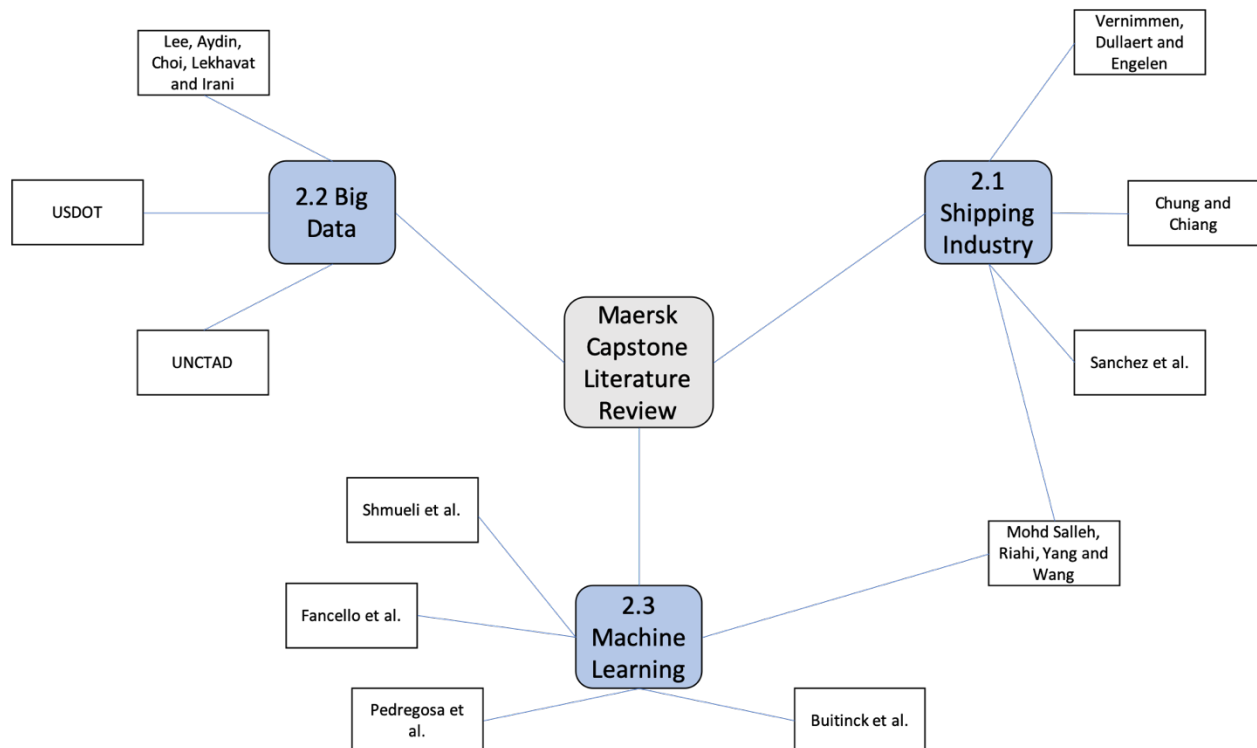 Lee, Aydin,
Choi, Lekhavat
and Irani
Vernimmen,
Dullaert and
Engelen
2.2 Big
Data
2.1
Shipping
Industry
USDOT
Chung and
Chiang
UNCTAD
Maersk
Capstone
Literature
Review
Sanchez et al.
Shmueli et al.
Mohd Salleh,
Riahi, Yang and
Wang
Fancello et al.
2.3
Machine
Learning
Pedregosa et
al.
Buitinck et al.